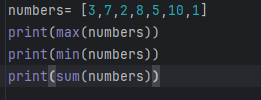 numbers= [3,7,2,8,5,10,1]
print(max(numbers))
print(min(numbers))
print(sum(numbers))